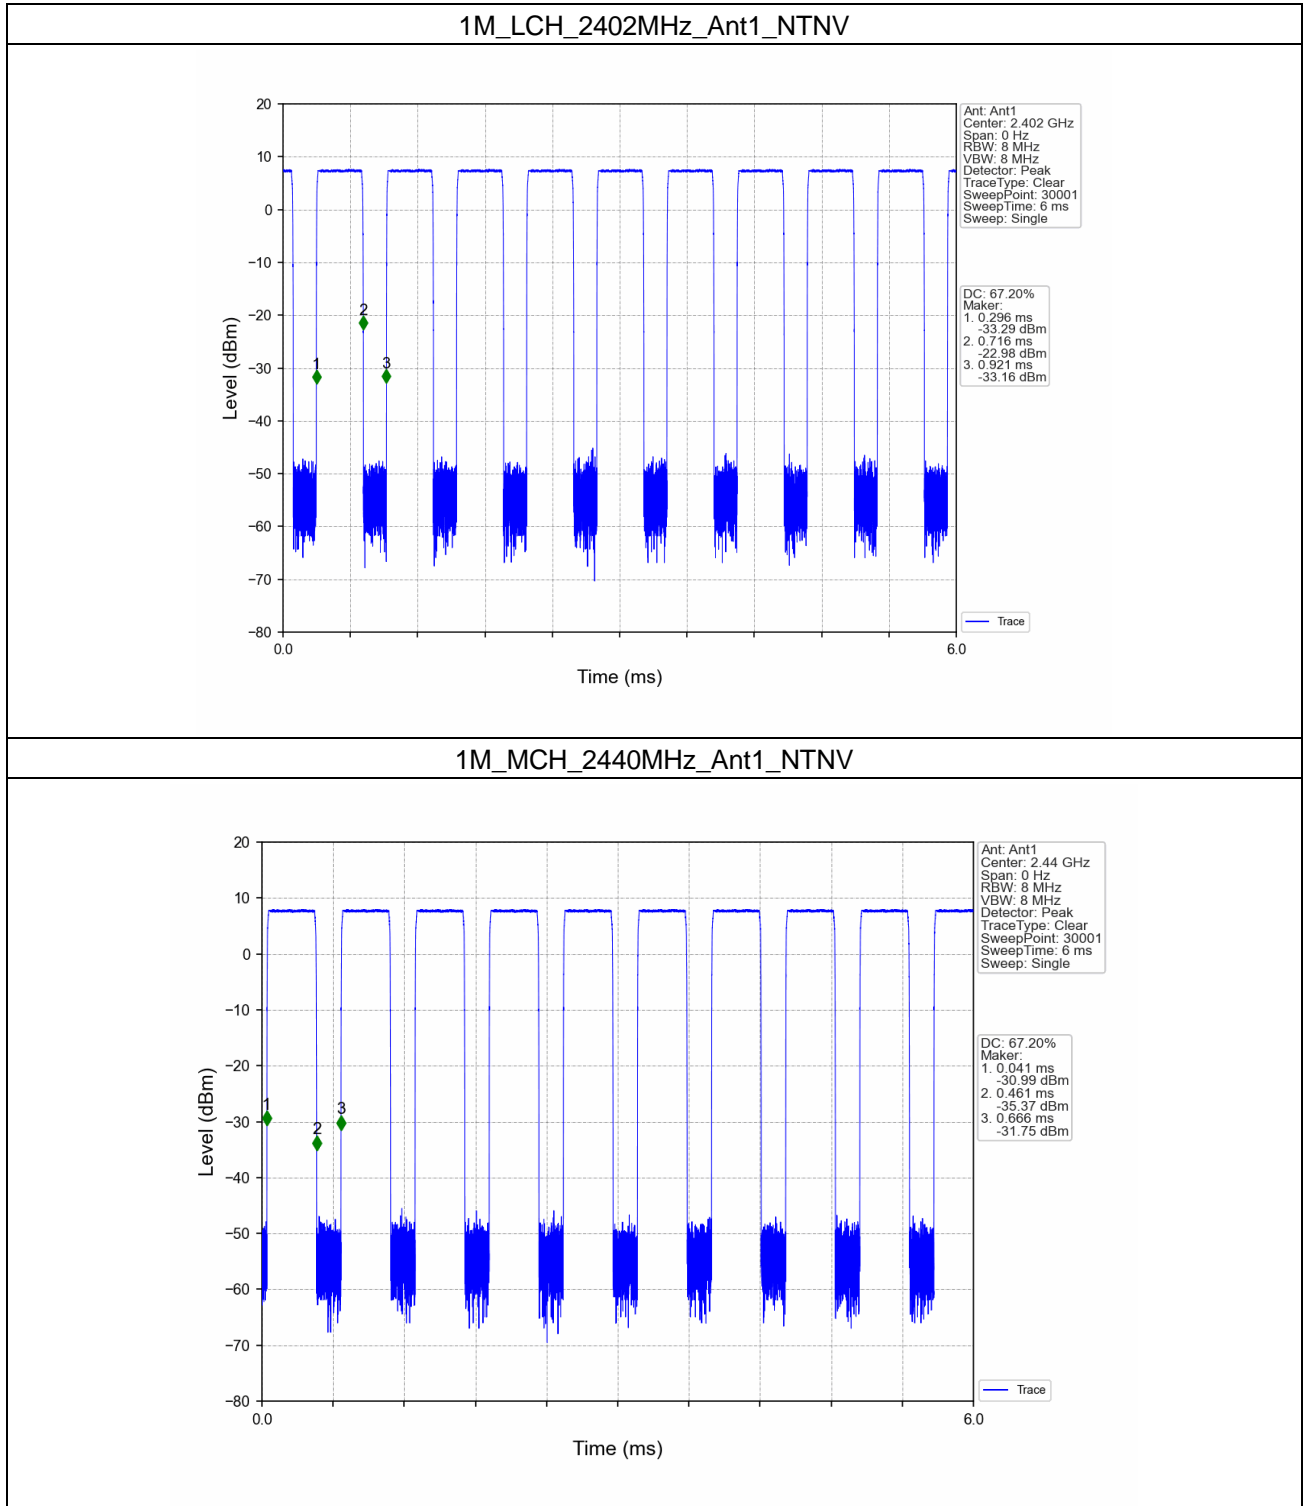 1M_LCH_2402MHz_Ant1_NTNV
20
10
0
−10
−20
−30
−40
−50
−60
−70
−80
Level (dBm)
1
2
3
0.0
6.0
Time (ms)
Ant: Ant1
Center: 2.402 GHz
Span: 0 Hz
RBW: 8 MHz
VBW: 8 MHz
Detector: Peak
TraceType: Clear
SweepPoint: 30001
SweepTime: 6 ms
Sweep: Single
DC: 67.20%
Maker:
1. 0.296 ms
-33.29 dBm
2. 0.716 ms
-22.98 dBm
3. 0.921 ms
-33.16 dBm
Trace
1M_MCH_2440MHz_Ant1_NTNV
20
10
0
−10
−20
−30
−40
−50
−60
−70
−80
Level (dBm)
1
2
3
0.0
6.0
Time (ms)
Ant: Ant1
Center: 2.44 GHz
Span: 0 Hz
RBW: 8 MHz
VBW: 8 MHz
Detector: Peak
TraceType: Clear
SweepPoint: 30001
SweepTime: 6 ms
Sweep: Single
DC: 67.20%
Maker:
1. 0.041 ms
-30.99 dBm
2. 0.461 ms
-35.37 dBm
3. 0.666 ms
-31.75 dBm
Trace